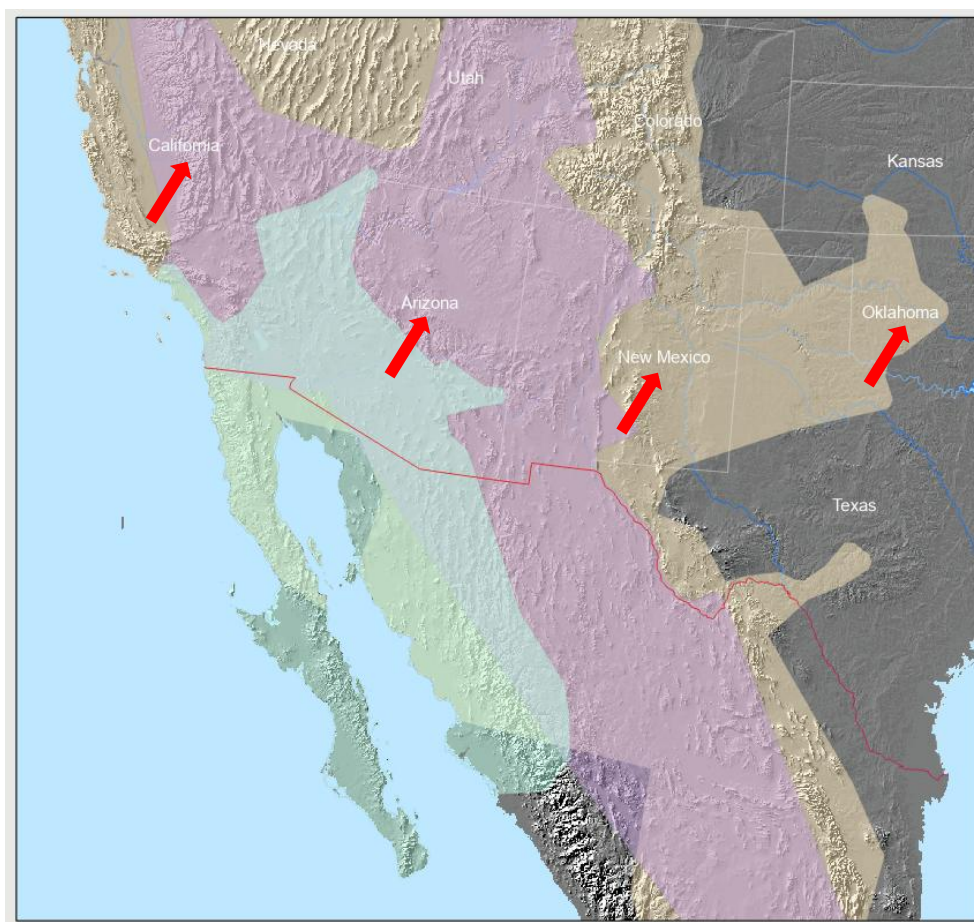 Nevada
Utah
Colorado
California
Kansas
Arizona
Oklahoma
New Mexico
Texas